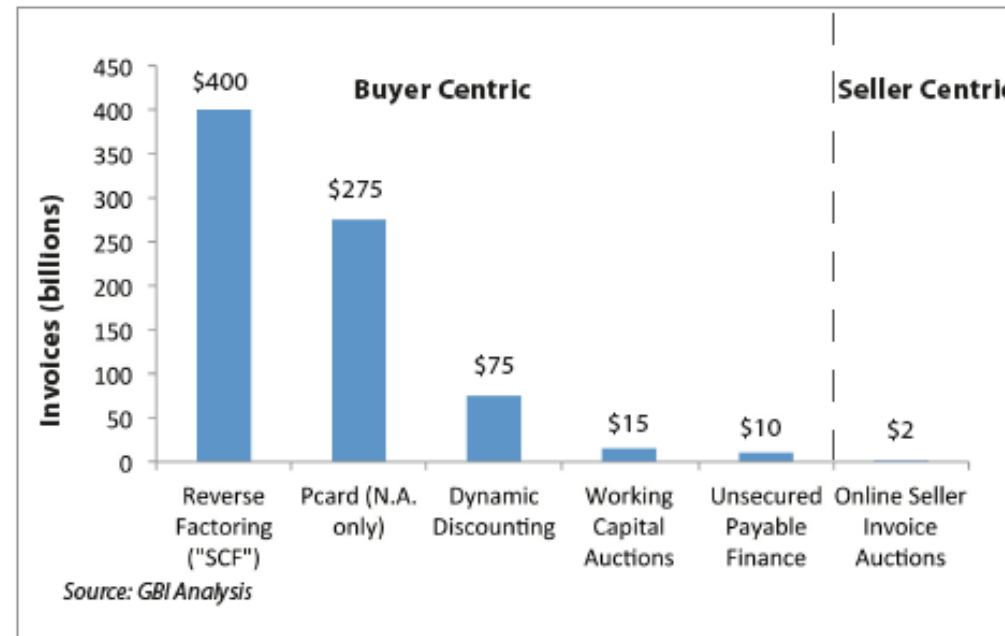 Buyer Centric
Seller Centric
Invoices (billions)
450
400
350
300
250
200
150
100
50
0
$400
$275
$75
$15
$10
$2
Reverse
Factoring
("SCF")
Pcard (N.A.
only)
Dynamic
Discounting
Working
Capital
Auctions
Unsecured
Payable
Finance
Online Seller
Invoice
Auctions
Source: GBI Analysis